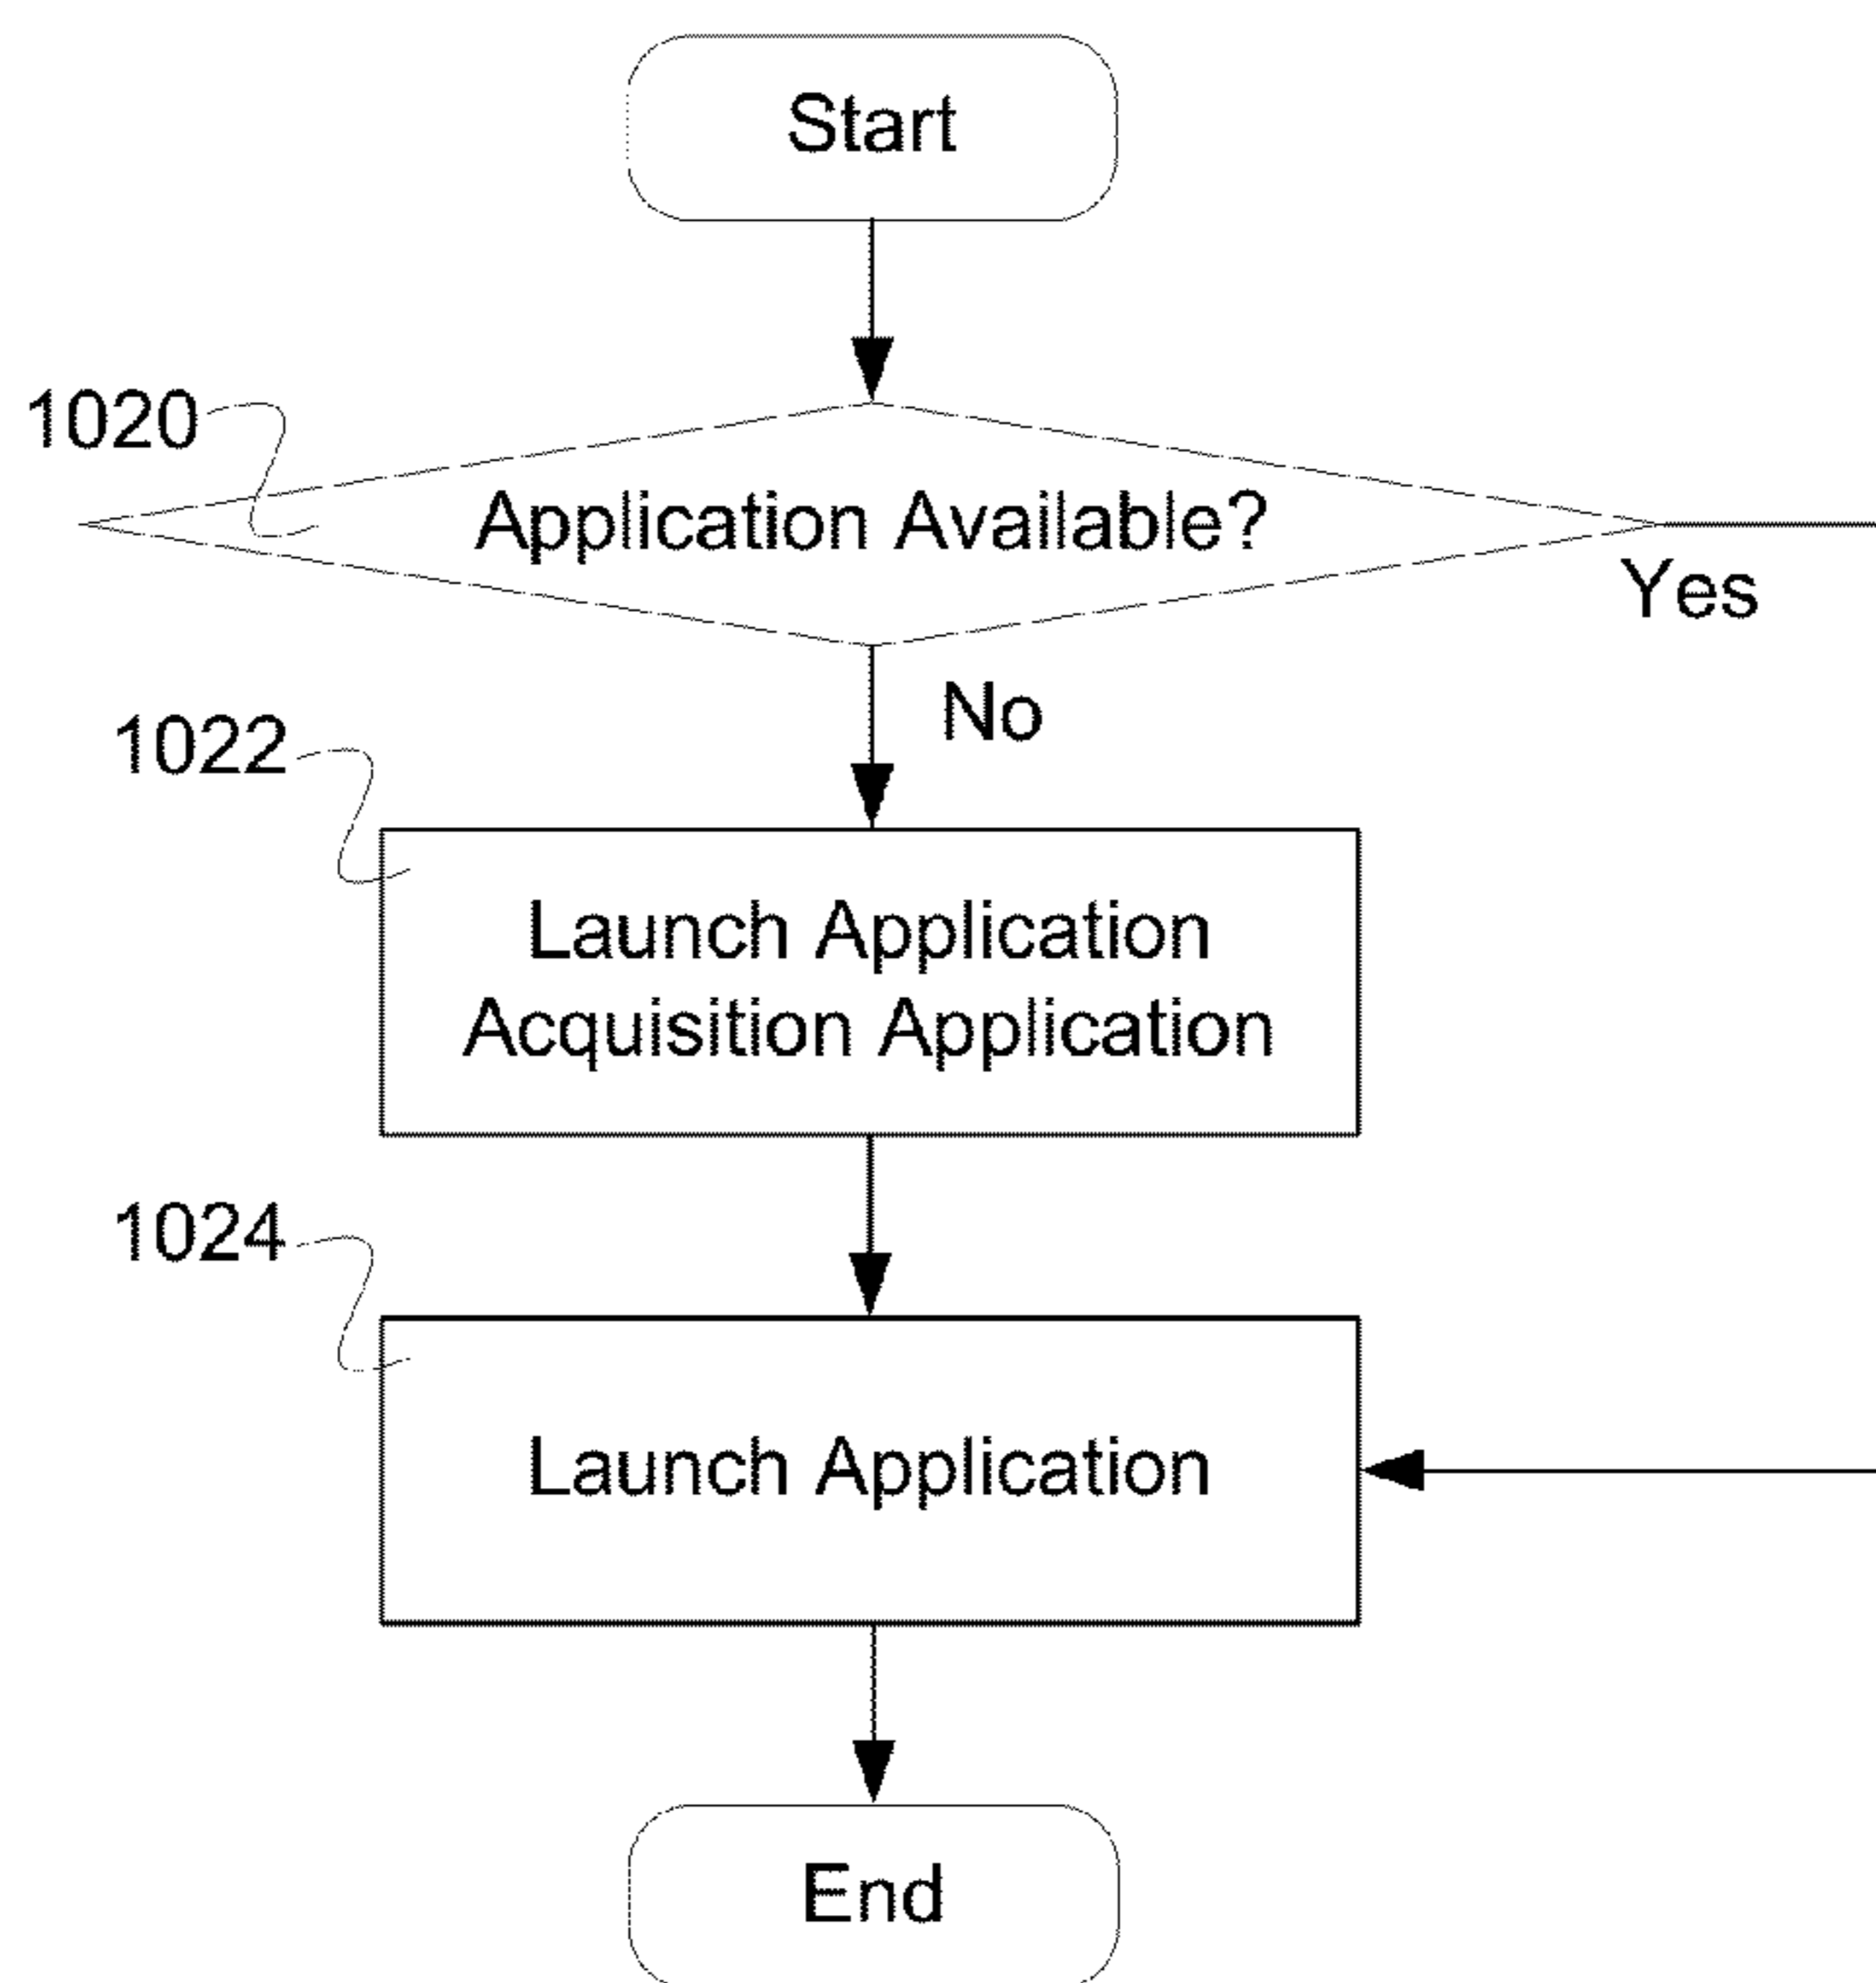 Start
1020
Application Available?
Yes
No
1022
Launch Application
Acquisition Application
1024
Launch Application
End